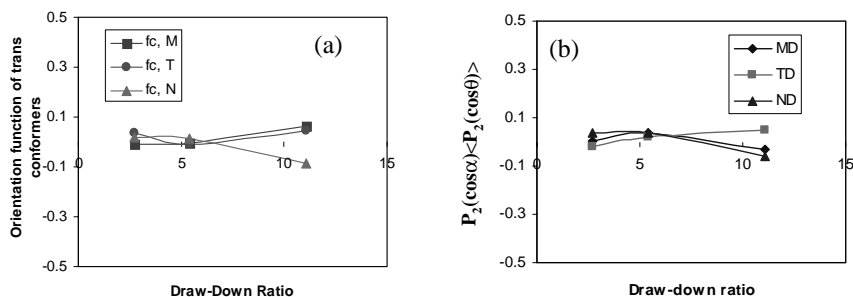 (a)
fc, M
fc, T
fc, N
0.5
0.3
0.1
-0.1
-0.3
-0.5
0
5
10
15
Orientation function of trans
conformers
Draw-Down Ratio
(b)
MD
TD
ND
0.5
0.3
0.1
-0.1
-0.3
-0.5
0
5
10
15
P2(cosα)<P2(cosθ)>
Draw-down ratio